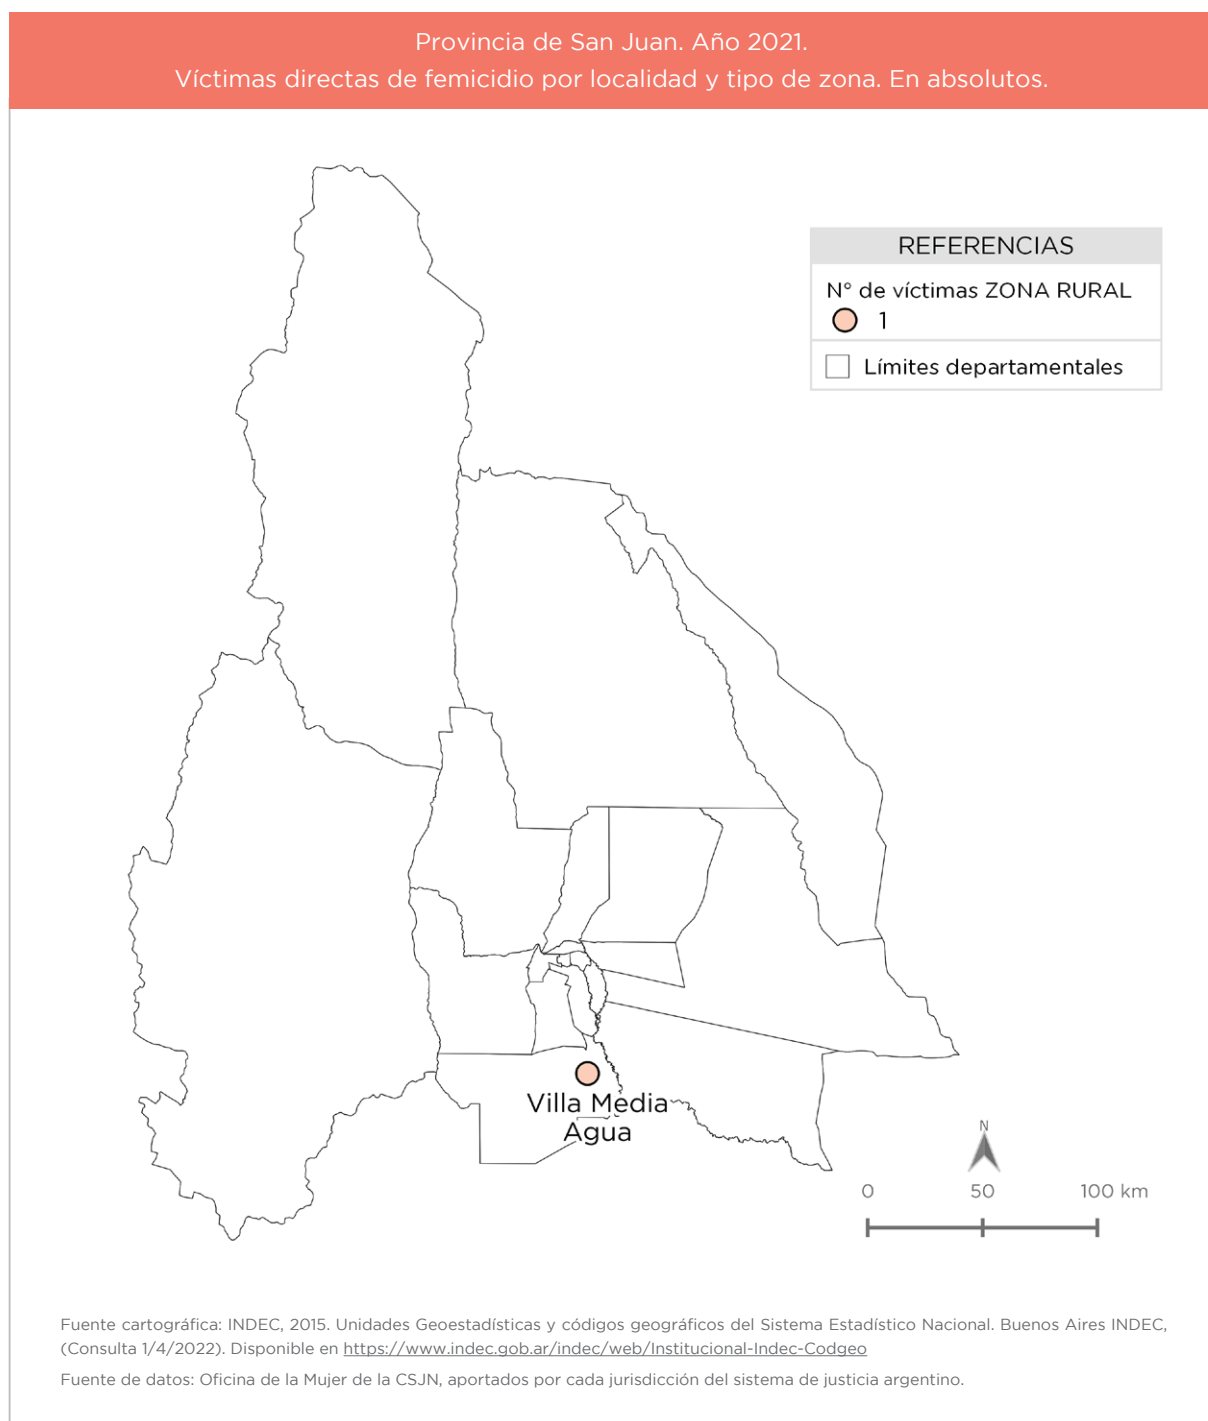 Provincia de San Juan. Año 2021.
Víctimas directas de femicidio por localidad y tipo de zona. En absolutos.
REFERENCIAS
N° de víctimas ZONA RURAL
1
Límites departamentales
Villa Media
Agua
N
0 50 100 km
Fuente cartográfica: INDEC, 2015. Unidades Geoestadísticas y códigos geográficos del Sistema Estadístico Nacional. Buenos Aires INDEC,
(Consulta 1/4/2022). Disponible en https://www.indec.gob.ar/indec/web/Institucional-Indec-Codgeo
Fuente de datos: Oficina de la Mujer de la CSJN, aportados por cada jurisdicción del sistema de justicia argentino.